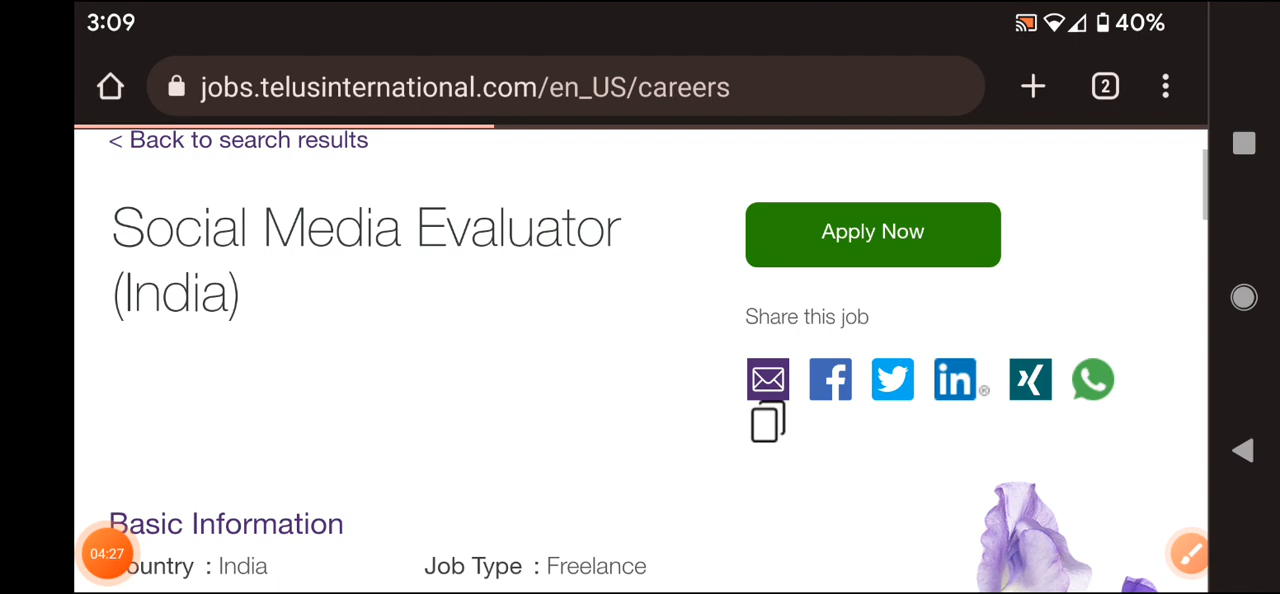 3:09
40%
jobs.telusinternational.com/en_US/careers
2
< Back to search results
Social Media Evaluator
(India)
Apply Now
Share this job
in
®
Basic Information
ountry : India
Job Type : Freelance
04:27